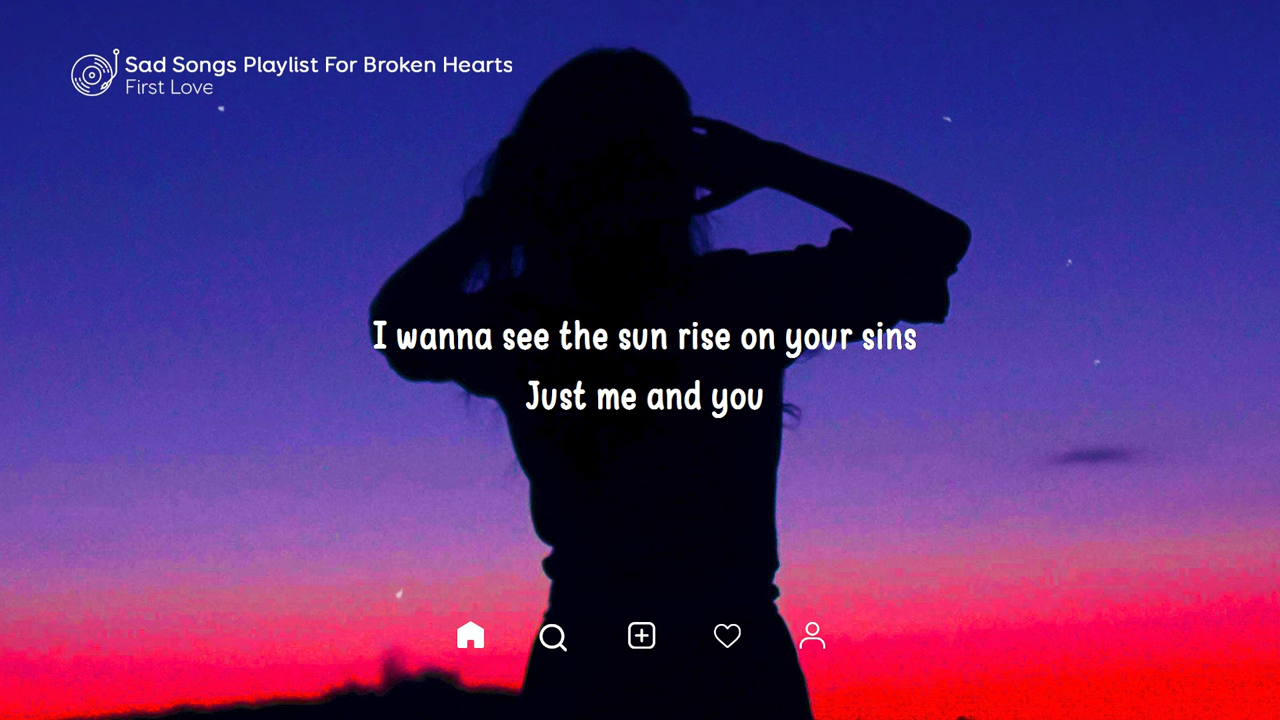 Sad Songs Playlist For Broken Hearts
First Love
I wanna see the sun rise on your sins
Just me and you